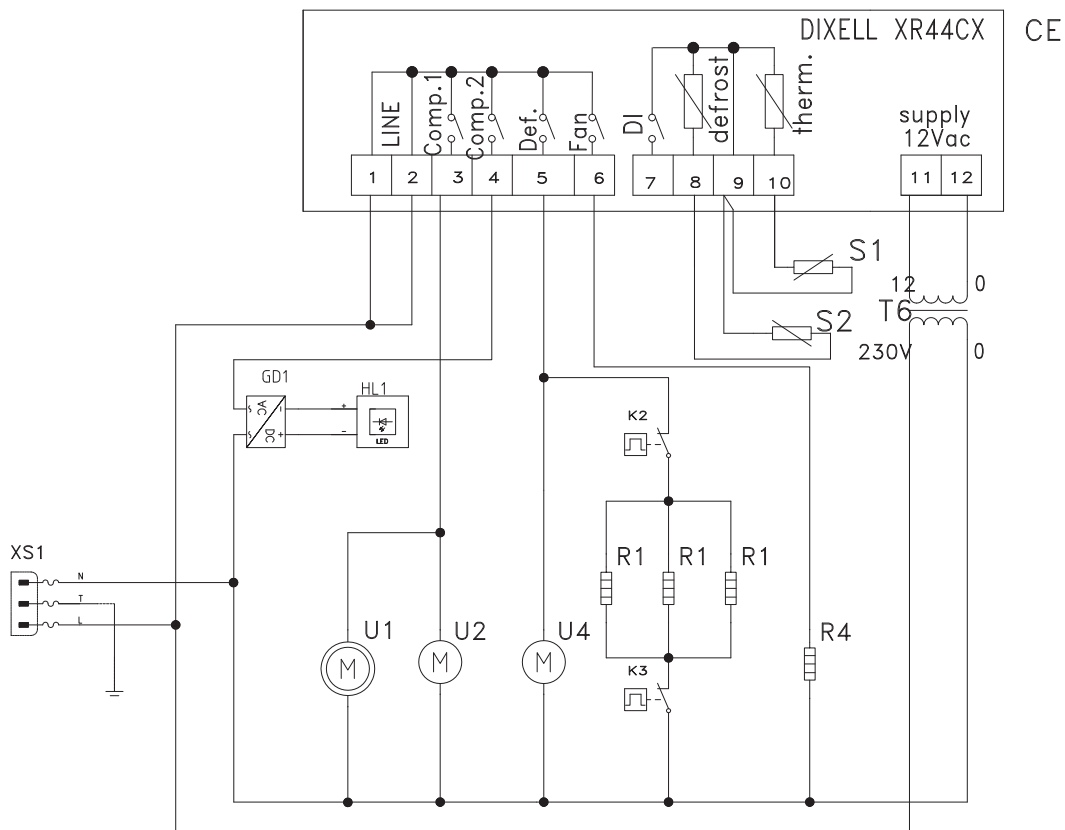 DIXELL XR44CX
CE
LINE
Comp.1
Comp.2
Def.
Fan
DI
defrost
therm.
supply
12Vac
1
2
3
4
5
6
7
8
9
10
11
12
S1
12
0
T6
S2
230V
0
GD1
HL1
AC
DC
-
+
+
-
LED
K2
XS1
N
T
L
R1
R1
R1
U1
U2
U4
R4
M
M
M
K3